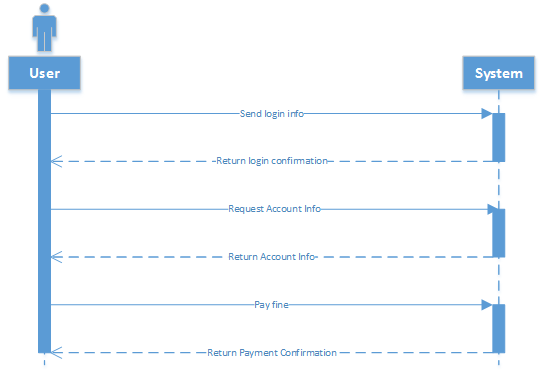 User
System
Send login info
Return login confirmation
Request Account Info
Return Account Info
Pay fine
Return Payment Confirmation